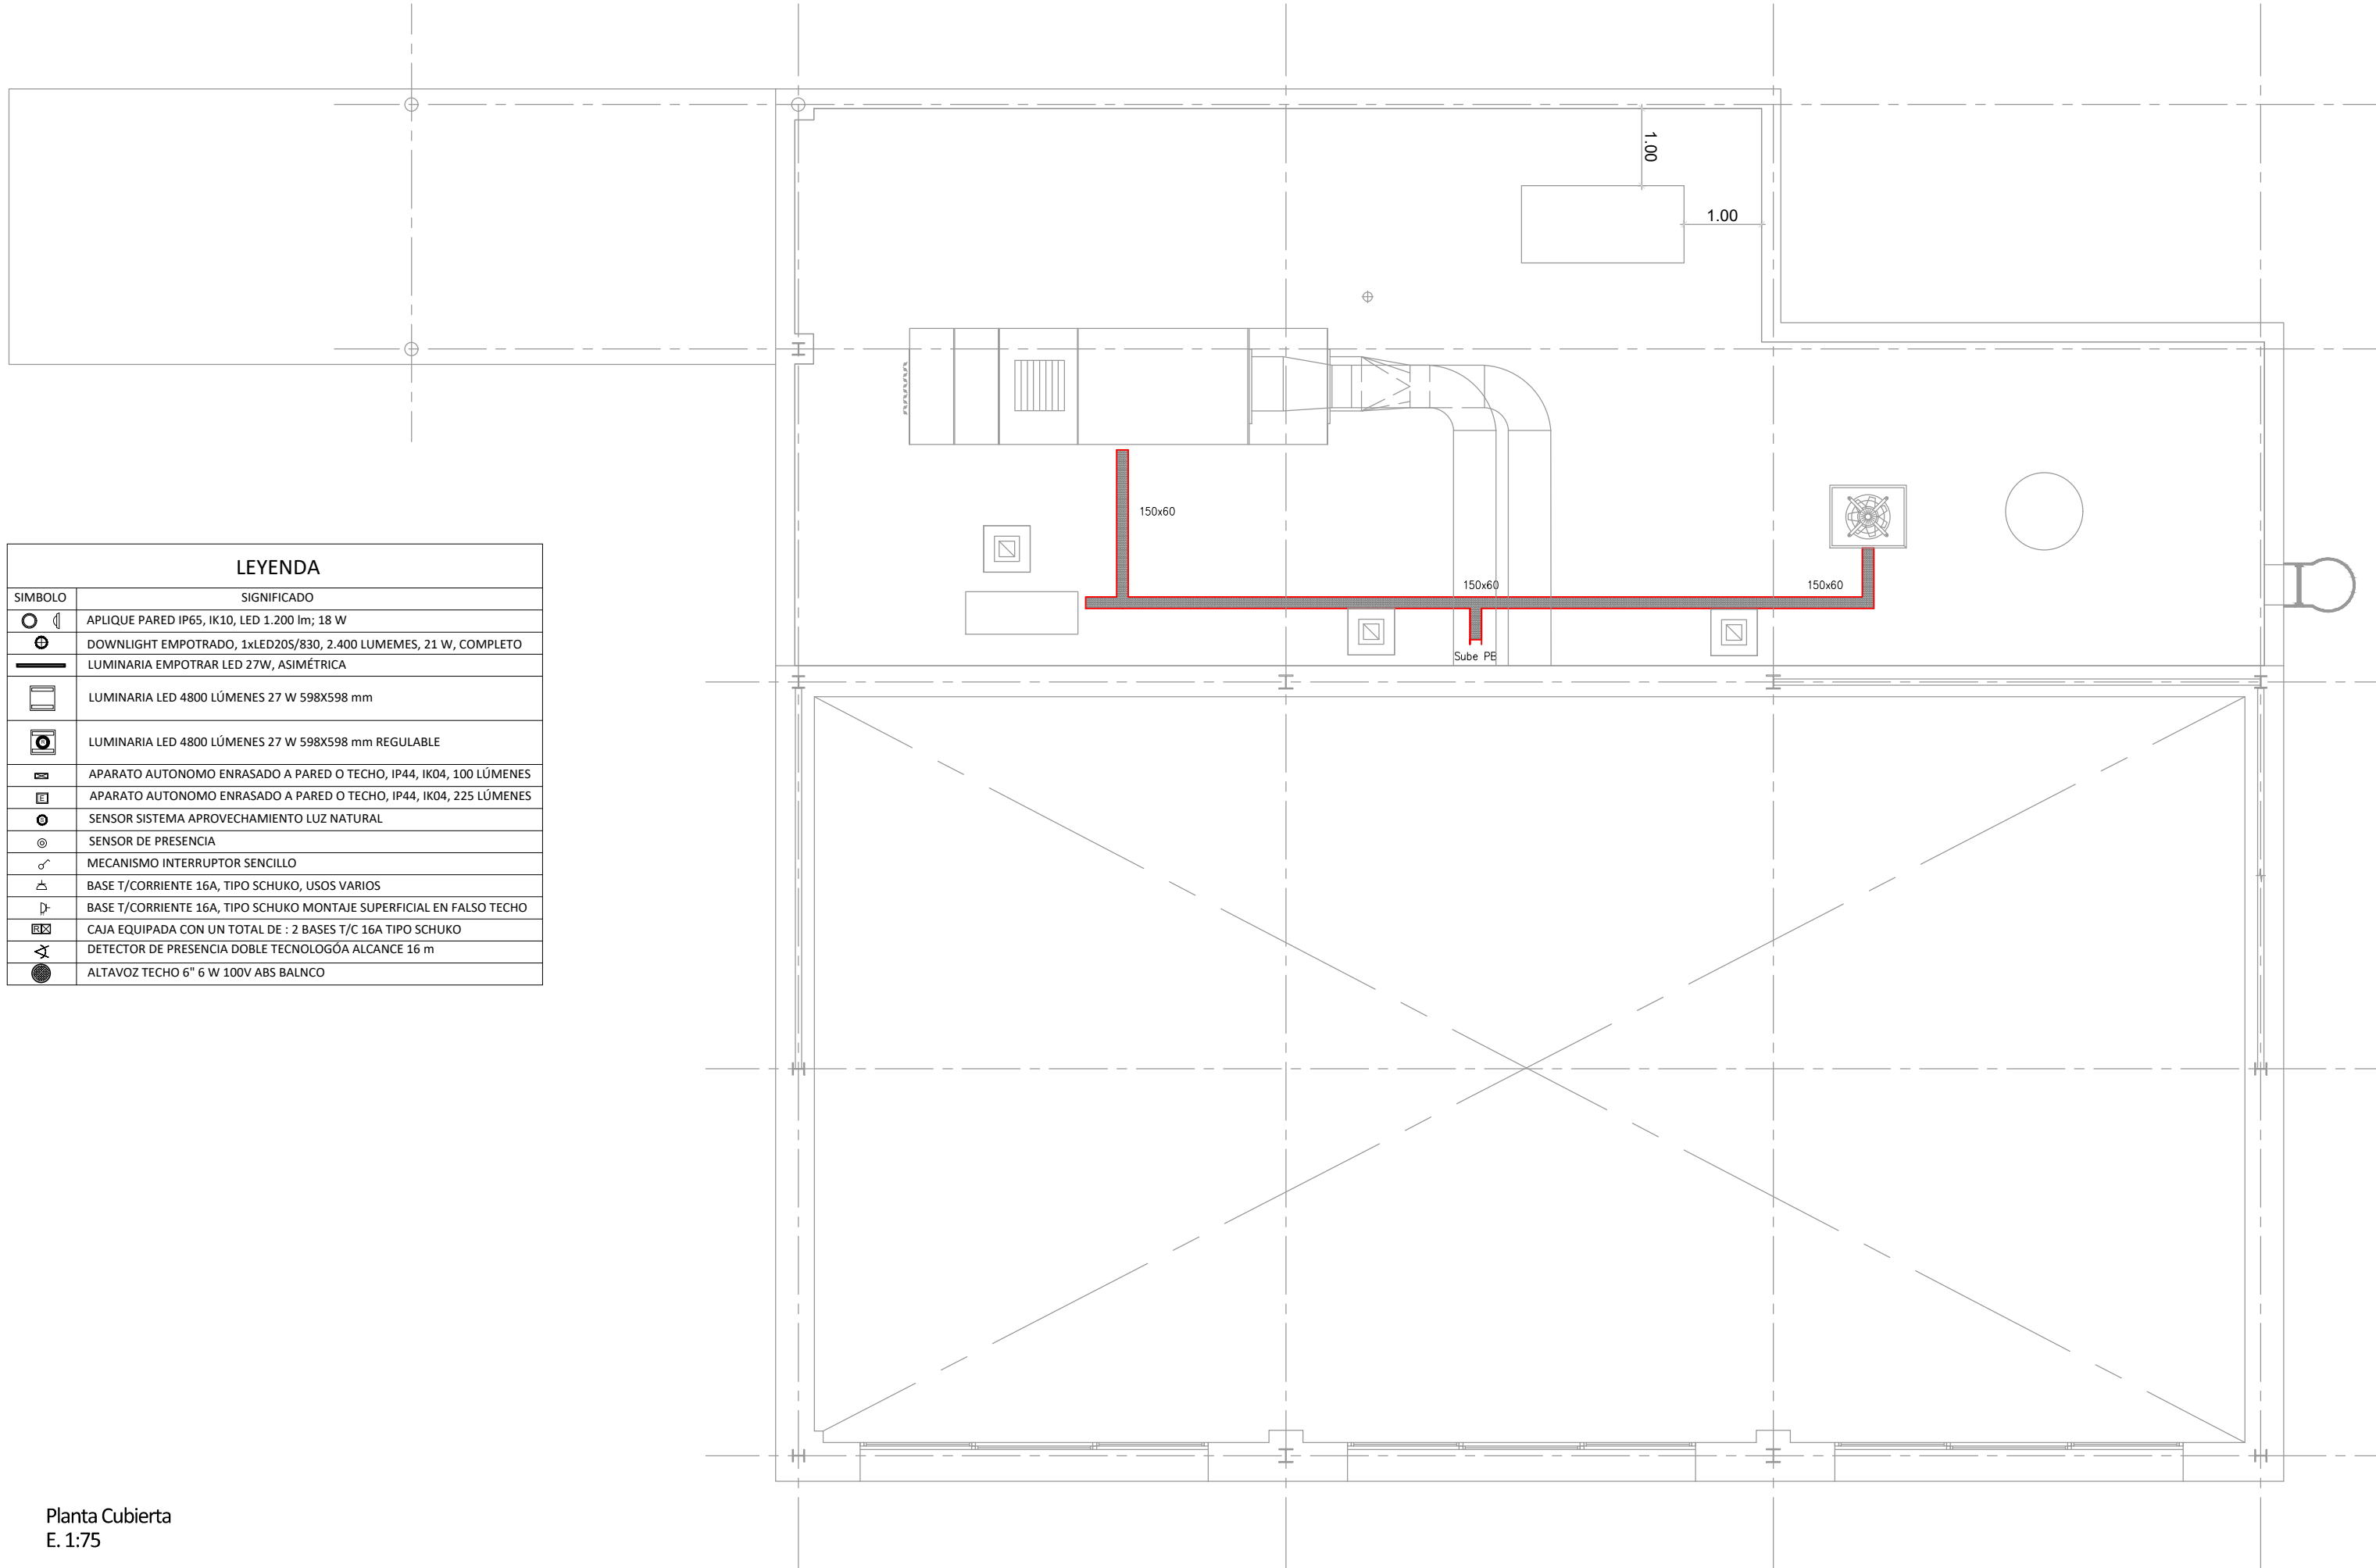 1.00
1.00
150x60
150x60
150x60
Sube PB
LEYENDA
SIMBOLO SIGNIFICADO
APLIQUE PARED IP65, IK10, LED 1.200 lm; 18 W
DOWNLIGHT EMPOTRADO, 1xLED20S/830, 2.400 LUMEMES, 21 W, COMPLETO
LUMINARIA EMPOTRAR LED 27W, ASIMÉTRICA
LUMINARIA LED 4800 LÚMENES 27 W 598X598 mm
LUMINARIA LED 4800 LÚMENES 27 W 598X598 mm REGULABLE
APARATO AUTONOMO ENRASADO A PARED O TECHO, IP44, IK04, 100 LÚMENES
E APARATO AUTONOMO ENRASADO A PARED O TECHO, IP44, IK04, 225 LÚMENES
SENSOR SISTEMA APROVECHAMIENTO LUZ NATURAL
SENSOR DE PRESENCIA
MECANISMO INTERRUPTOR SENCILLO
BASE T/CORRIENTE 16A, TIPO SCHUKO, USOS VARIOS
BASE T/CORRIENTE 16A, TIPO SCHUKO MONTAJE SUPERFICIAL EN FALSO TECHO
R CAJA EQUIPADA CON UN TOTAL DE : 2 BASES T/C 16A TIPO SCHUKO
DETECTOR DE PRESENCIA DOBLE TECNOLOGÓA ALCANCE 16 m
ALTAVOZ TECHO 6" 6 W 100V ABS BALNCO
Planta Cubierta
E. 1:75